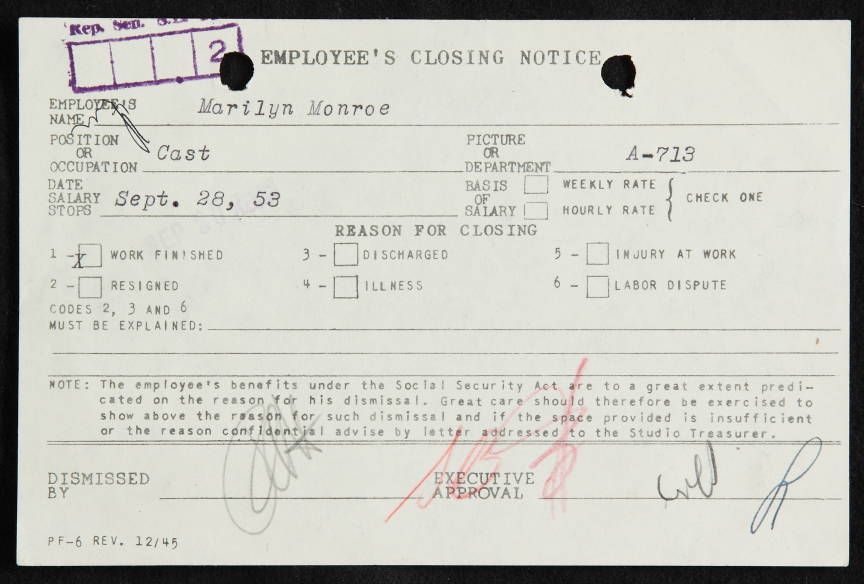 Rep. Sen.
2
EMPLOYEE'S CLOSING NOTICE
EMPLOYEE'S
NAME Marilyn Monroe
POSITION
OR
OCCUPATION Cast
PICTURE
OR
DEPARTMENT A-713
DATE
SALARY
STOPS Sept. 28, 53
BASIS
OF
SALARY
WEEKLY RATE
HOURLY RATE
CHECK ONE
REASON FOR CLOSING
1 - X WORK FINISHED 3 - DISCHARGED 5 - INJURY AT WORK
2 - RESIGNED 4 - ILLNESS 6 - LABOR DISPUTE
CODES 2, 3 AND 6
MUST BE EXPLAINED:
NOTE: The employee's benefits under the Social Security Act are to a great extent predi-
cated on the reason for his dismissal. Great care should therefore be exercised to
show above the reason for such dismissal and if the space provided is insufficient
or the reason confidential advise by letter addressed to the Studio Treasurer.
DISMISSED
BY
EXECUTIVE
APPROVAL
PF-6 REV. 12/45